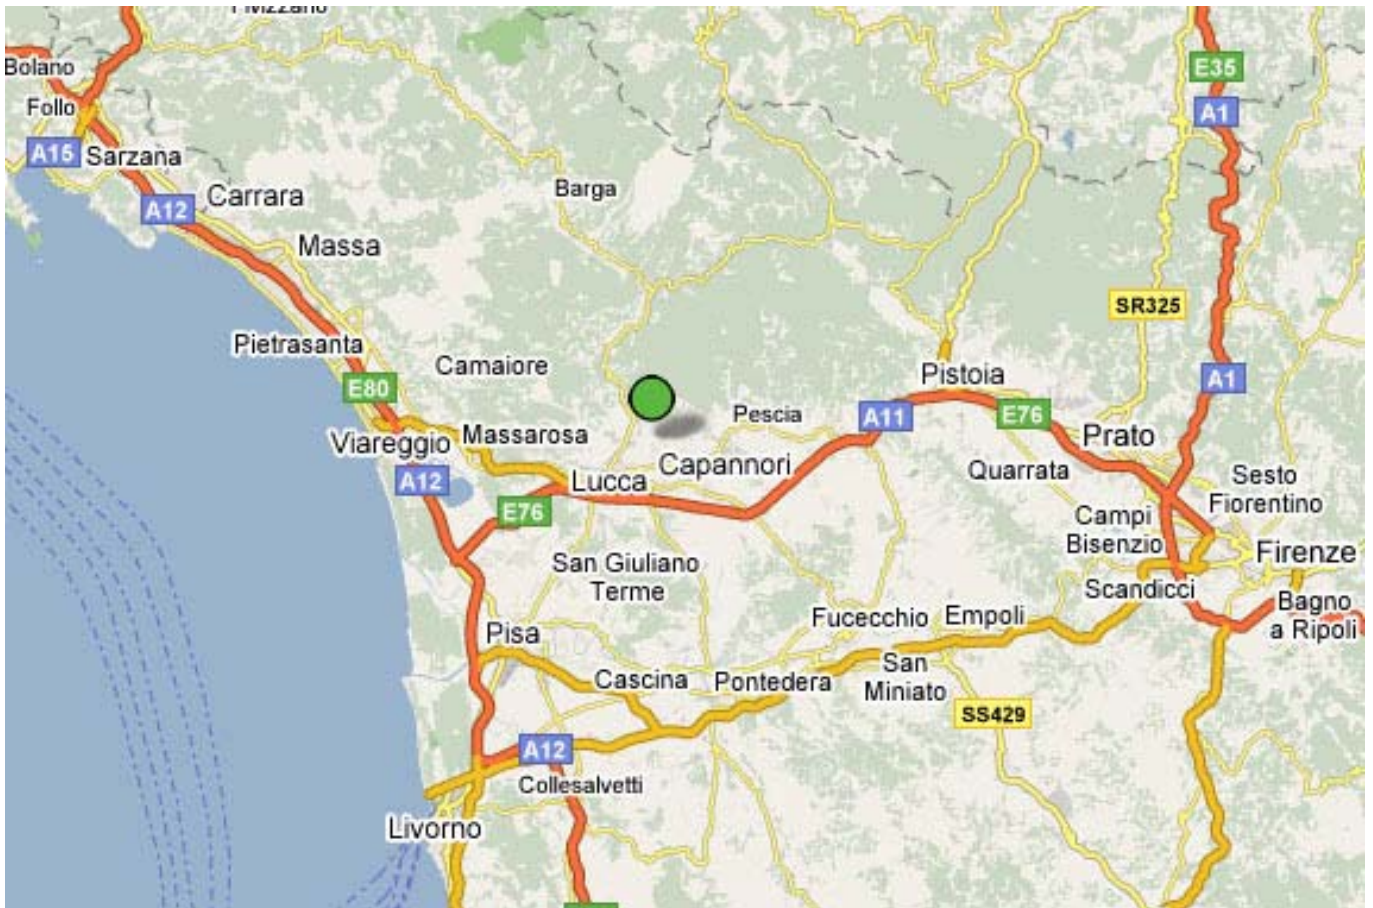 Bolano
E35
Follo
A1
A15
Sarzana
Barga
Carrara
A12
Massa
SR325
Pietrasanta
Camaiore
Pistoia
A1
E80
Pescia
A11
E76
Viareggio
Massarosa
Prato
Capannori
Quarrata
A12
Lucca
Sesto
Fiorentino
E76
Campi
Bisenzio
Firenze
San Giuliano
Terme
Scandicci
Bagno
a Ripoli
Fucecchio
Empoli
Pisa
San
Miniato
Cascina
Pontedera
SS429
A12
Collesalvetti
Livorno